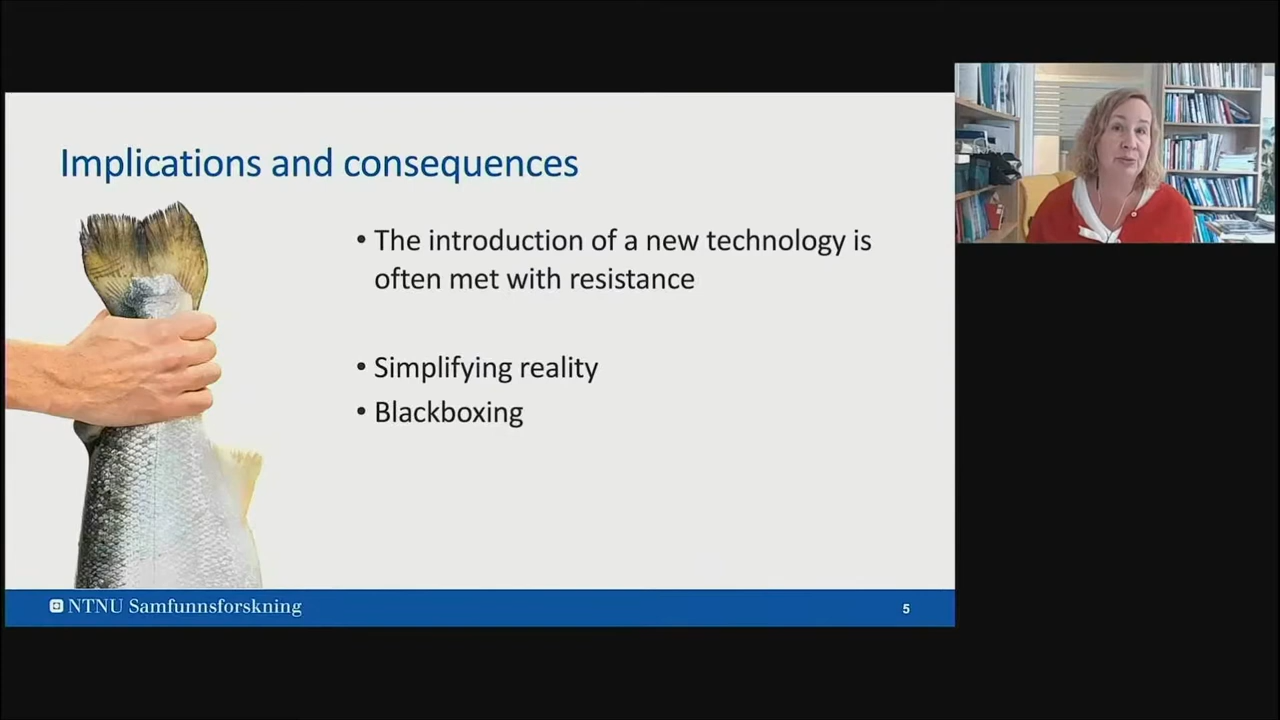 Implications and consequences
• The introduction of a new technology is
often met with resistance
• Simplifying reality
• Blackboxing
NTNU Samfunnsforskning
5